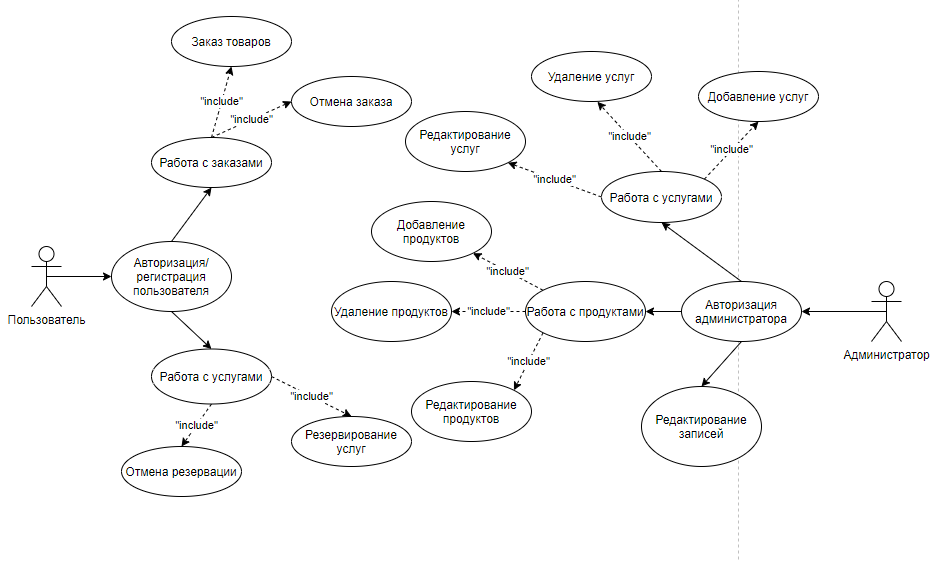 Заказ товаров
"include"
"include"
Отмена заказа
Работа с заказами
Авторизация/
регистрация
пользователя
Пользователь
Работа с услугами
"include"
"include"
Отмена резервации
Резервирование
услуг
Удаление услуг
Добавление услуг
Редактирование
услуг
"include"
"include"
"include"
Работа с услугами
Добавление
продуктов
"include"
Удаление продуктов
"include"
Работа с продуктами
"include"
Редактирование
продуктов
Авторизация
администратора
Администратор
Редактирование
записей